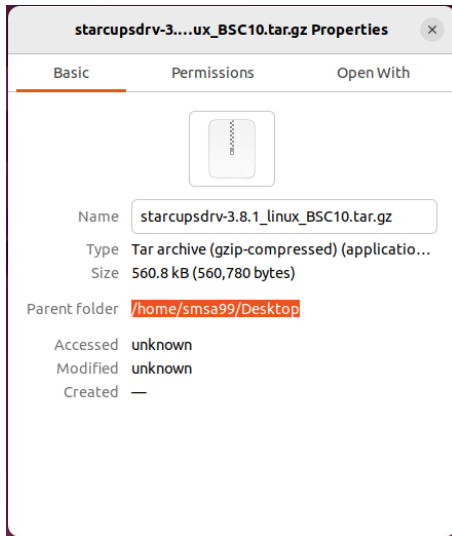 starcupsdrv-3....ux_BSC10.tar.gz Properties
Basic Permissions Open With
Name starcupsdrv-3.8.1_linux_BSC10.tar.gz
Type Tar archive (gzip-compressed) (applicatio...
Size 560.8 kB (560,780 bytes)
Parent folder /home/smsa99/Desktop
Accessed unknown
Modified unknown
Created —